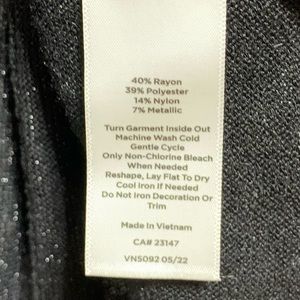 40% Rayon
39% Polyester
14% Nylon
7% Metallic
Turn Garment Inside Out
Machine Wash Cold
Gentle Cycle
Only Non-Chlorine Bleach
When Needed
Reshape, Lay Flat To Dry
Cool Iron If Needed
Do Not Iron Decoration Or
Trim
Made In Vietnam
CA# 23147
VN5092 05/22